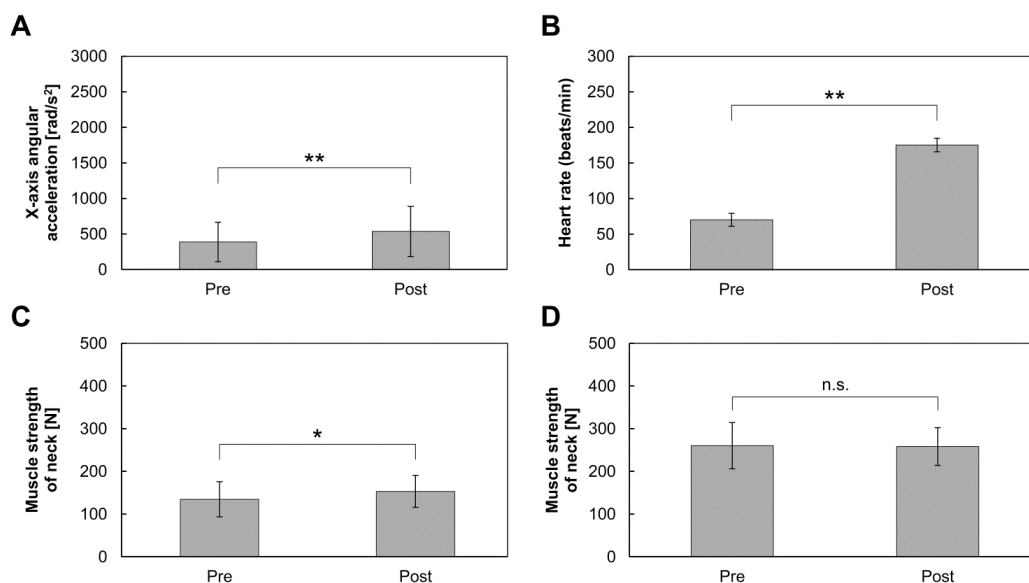 A
X-axis angular
acceleration [rad/s²]
3000
2500
2000
1500
1000
500
0
**
Pre
Post
B
Heart rate (beats/min)
250
200
150
100
50
0
**
Pre
Post
C
Muscle strength
of neck [N]
500
400
300
200
100
0
*
Pre
Post
D
Muscle strength
of neck [N]
500
400
300
200
100
0
n.s.
Pre
Post